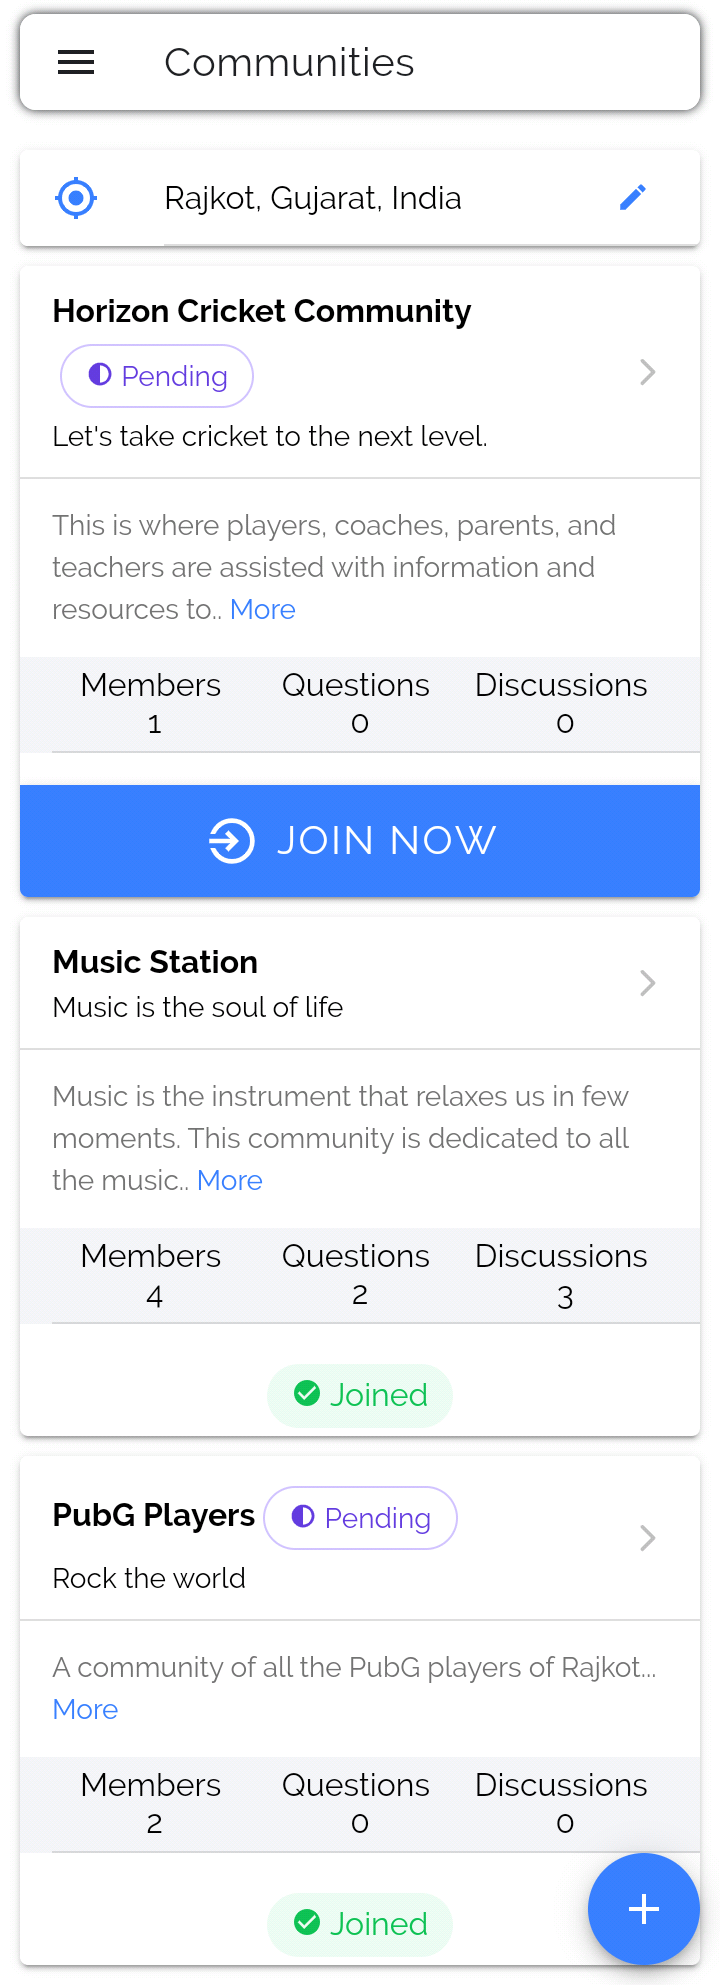 Communities
Rajkot, Gujarat, India
Horizon Cricket Community
Pending
Let's take cricket to the next level.
This is where players, coaches, parents, and
teachers are assisted with information and
resources to.. More
Members Questions Discussions
1 0 0
JOIN NOW
Music Station
Music is the soul of life
Music is the instrument that relaxes us in few
moments. This community is dedicated to all
the music.. More
Members Questions Discussions
4 2 3
Joined
PubG Players Pending
Rock the world
A community of all the PubG players of Rajkot...
More
Members Questions Discussions
2 0 0
Joined